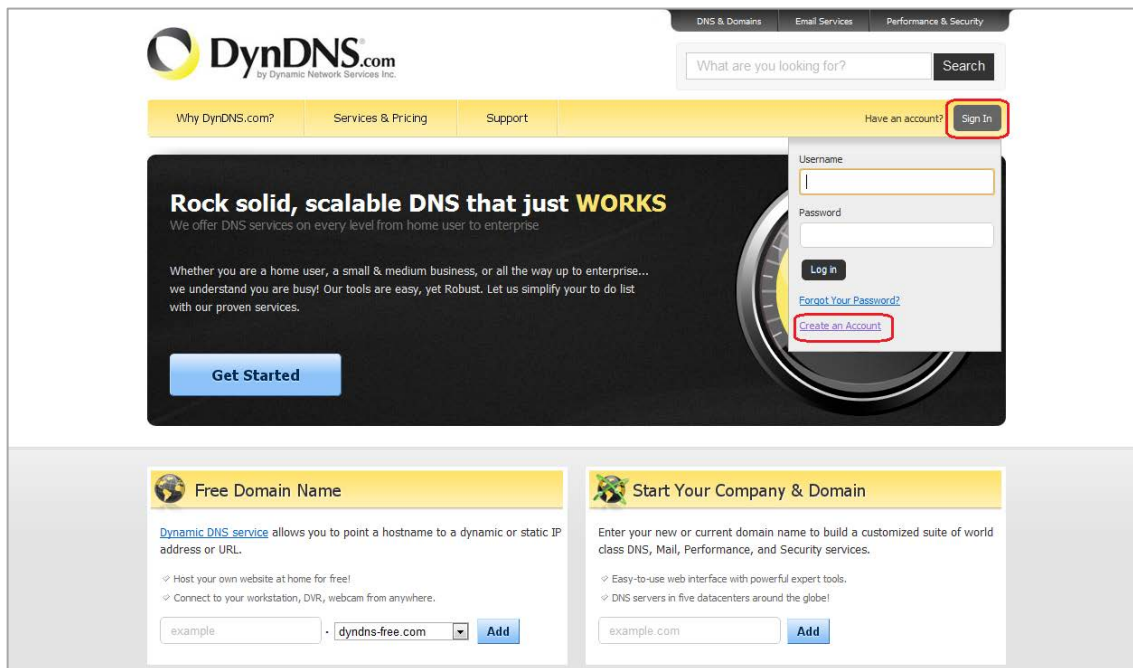 DNS & Domains Email Services Performance & Security
DynDNS.com
by Dynamic Network Services Inc.
What are you looking for? Search
Why DynDNS.com? Services & Pricing Support Have an account? Sign In
Username
Password
Log in
Forgot Your Password?
Create an Account
Rock solid, scalable DNS that just WORKS
We offer DNS services on every level from home user to enterprise
Whether you are a home user, a small & medium business, or all the way up to enterprise...
we understand you are busy! Our tools are easy, yet Robust. Let us simplify your to do list
with our proven services.
Get Started
Free Domain Name
Dynamic DNS service allows you to point a hostname to a dynamic or static IP
address or URL.
Host your own website at home for free!
Connect to your workstation, DVR, webcam from anywhere.
example . dyndns-free.com Add
Start Your Company & Domain
Enter your new or current domain name to build a customized suite of world
class DNS, Mail, Performance, and Security services.
Easy-to-use web interface with powerful expert tools.
DNS servers in five datacenters around the globe!
example.com Add